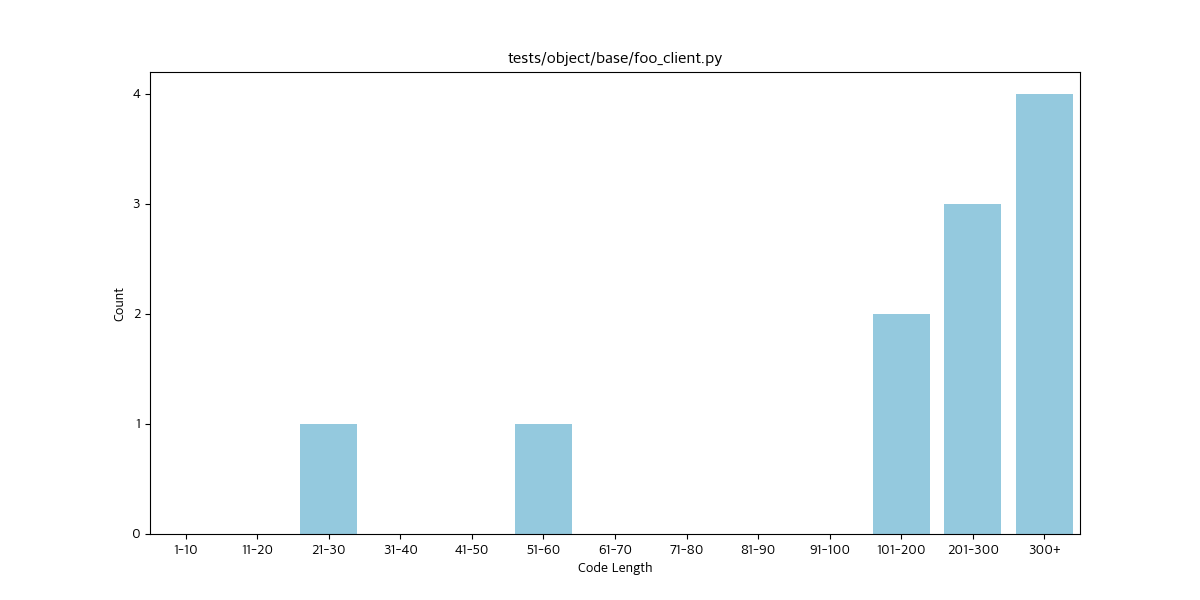 tests/object/base/foo_client.py
4
3
2
1
0
Count
1-10 11-20 21-30 31-40 41-50 51-60 61-70 71-80 81-90 91-100 101-200 201-300 300+
Code Length